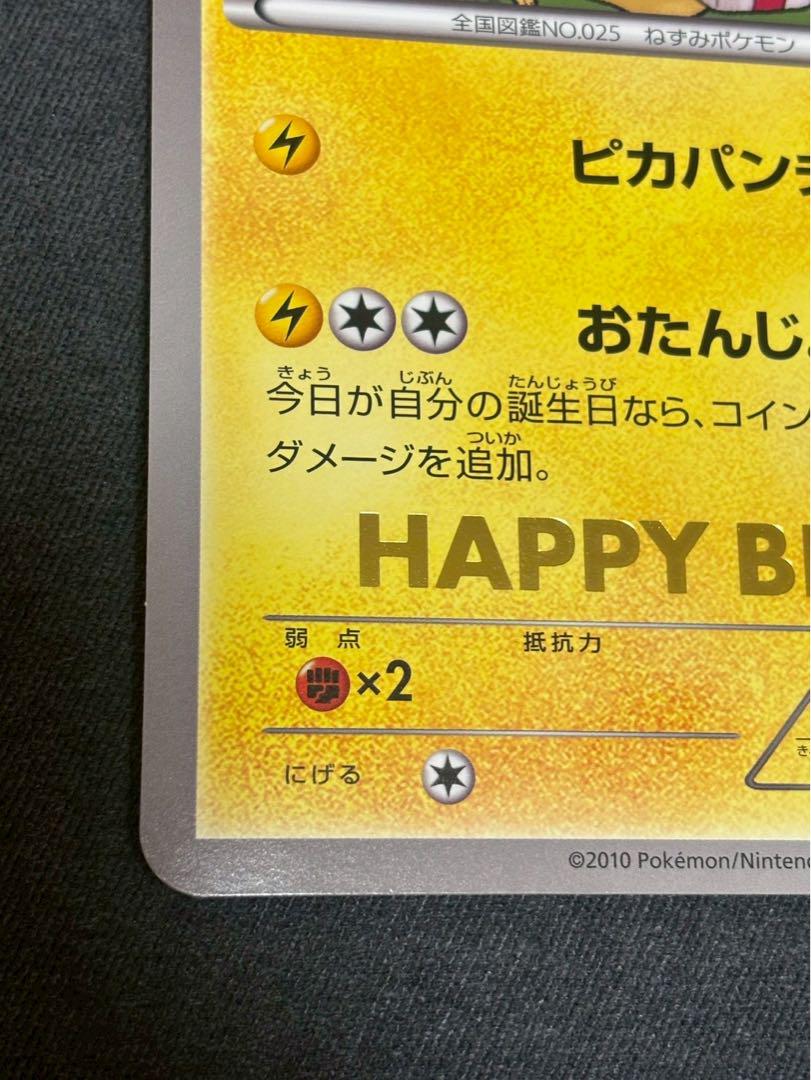 全国図鑑NO.025 ねずみポケモン
ピカパンチ
おたんじ
きょう じぶん たんじょうび
今日が自分の誕生日なら、コイン
ついか
ダメージを追加。
HAPPY
弱点 抵抗力
×2
にげる
©2010 Pokémon/Nintendo